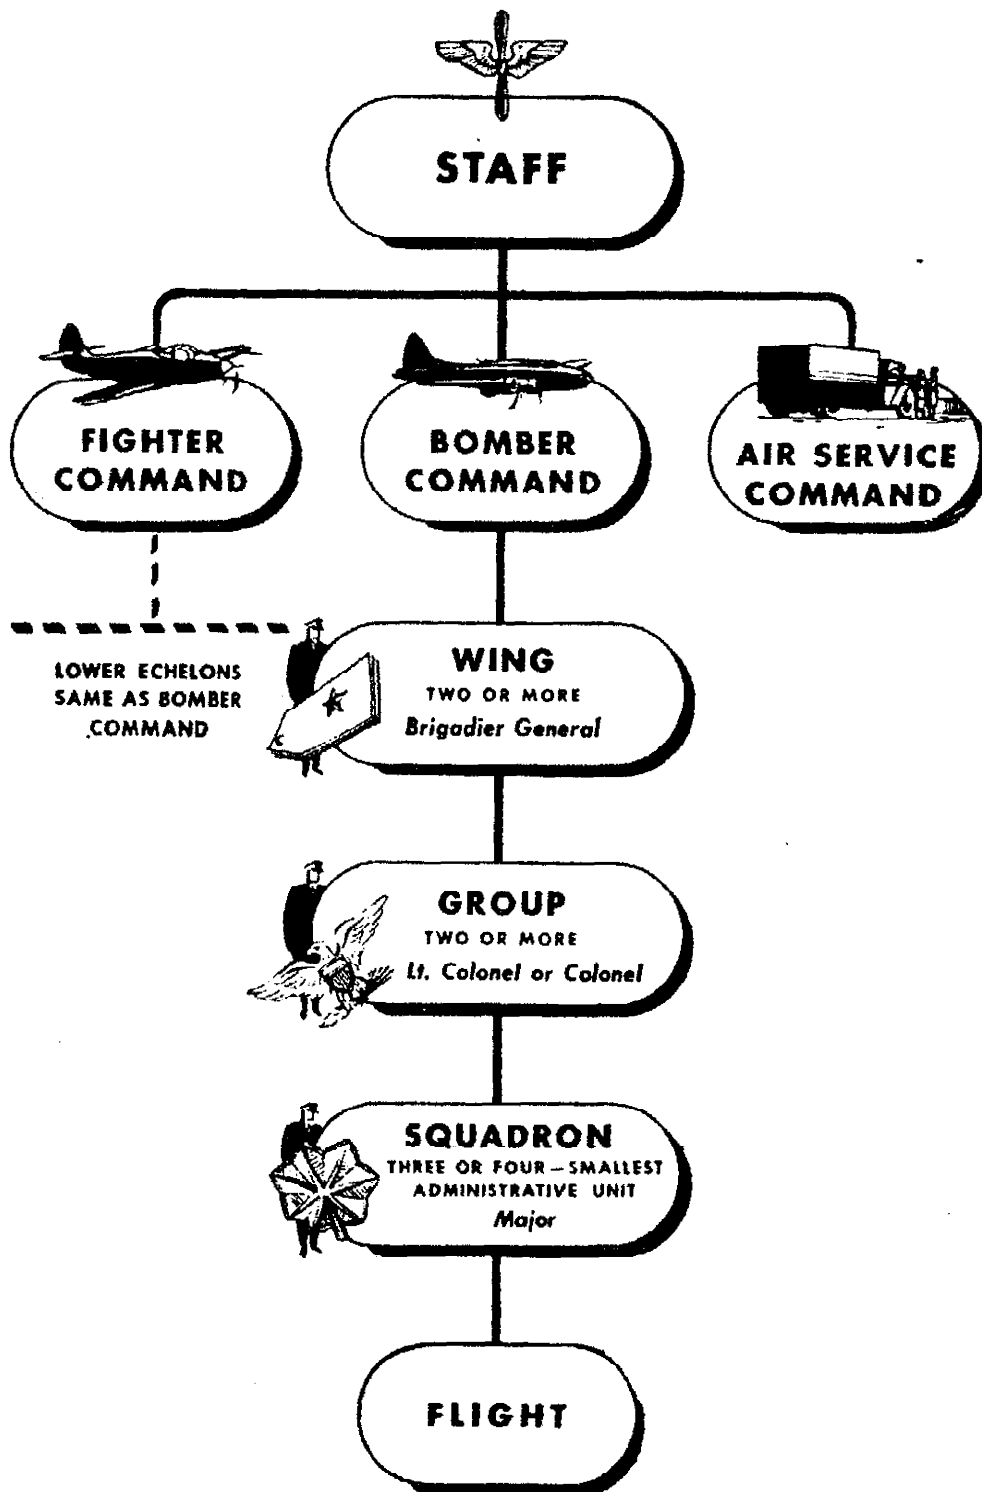 STAFF
FIGHTER
COMMAND
BOMBER
COMMAND
AIR SERVICE
COMMAND
LOWER ECHELONS
SAME AS BOMBER
COMMAND
WING
TWO OR MORE
Brigadier General
GROUP
TWO OR MORE
Lt. Colonel or Colonel
SQUADRON
THREE OR FOUR—SMALLEST
ADMINISTRATIVE UNIT
Major
FLIGHT